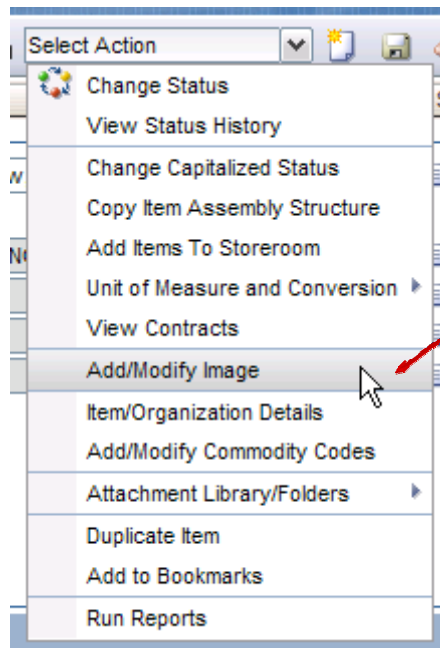 Select Action
Change Status
View Status History
Change Capitalized Status
Copy Item Assembly Structure
Add Items To Storeroom
Unit of Measure and Conversion
View Contracts
Add/Modify Image
Item/Organization Details
Add/Modify Commodity Codes
Attachment Library/Folders
Duplicate Item
Add to Bookmarks
Run Reports